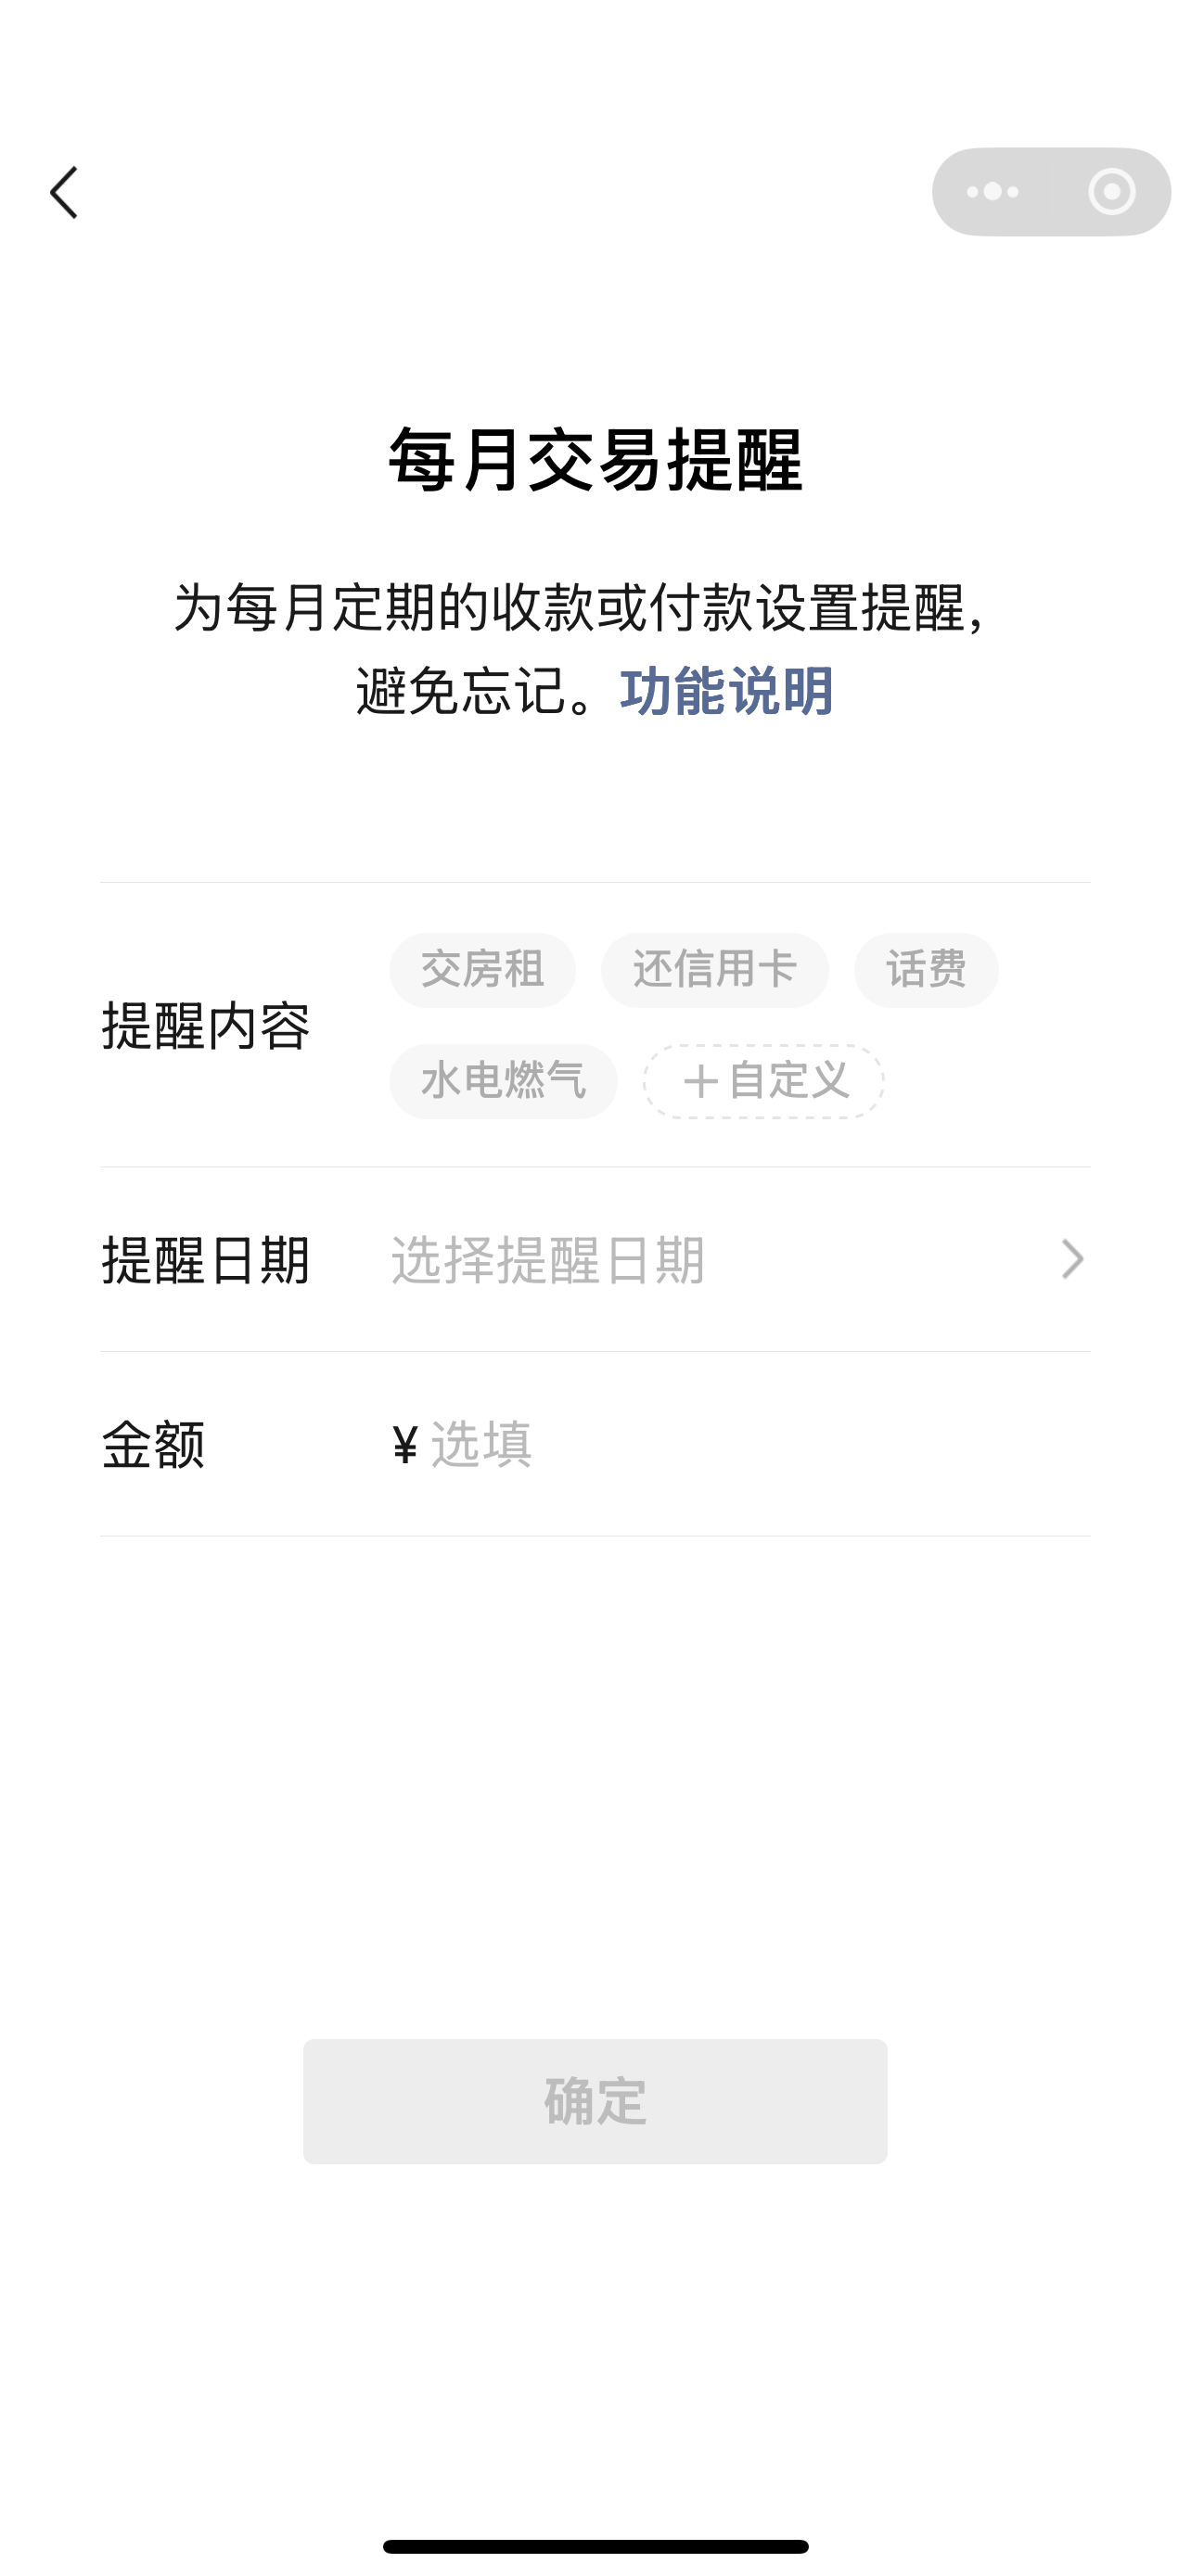 每月交易提醒
为每月定期的收款或付款设置提醒，
避免忘记。功能说明
提醒内容
交房租 还信用卡 话费
水电燃气 +自定义
提醒日期 选择提醒日期
金额 ¥ 选填
确定